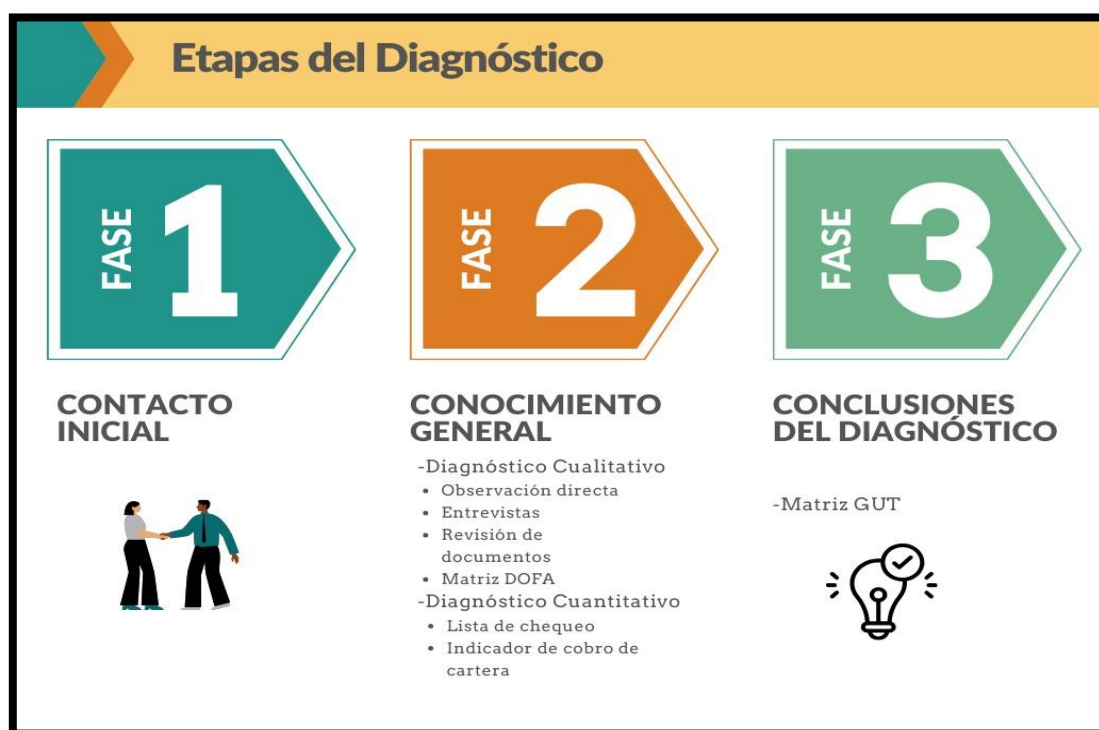 Etapas del Diagnóstico
FASE 1
CONTACTO
INICIAL
FASE 2
CONOCIMIENTO
GENERAL
-Diagnóstico Cualitativo
• Observación directa
• Entrevistas
• Revisión de
documentos
• Matriz DOFA
-Diagnóstico Cuantitativo
• Lista de chequeo
• Indicador de cobro de
cartera
FASE 3
CONCLUSIONES
DEL DIAGNÓSTICO
-Matriz GUT